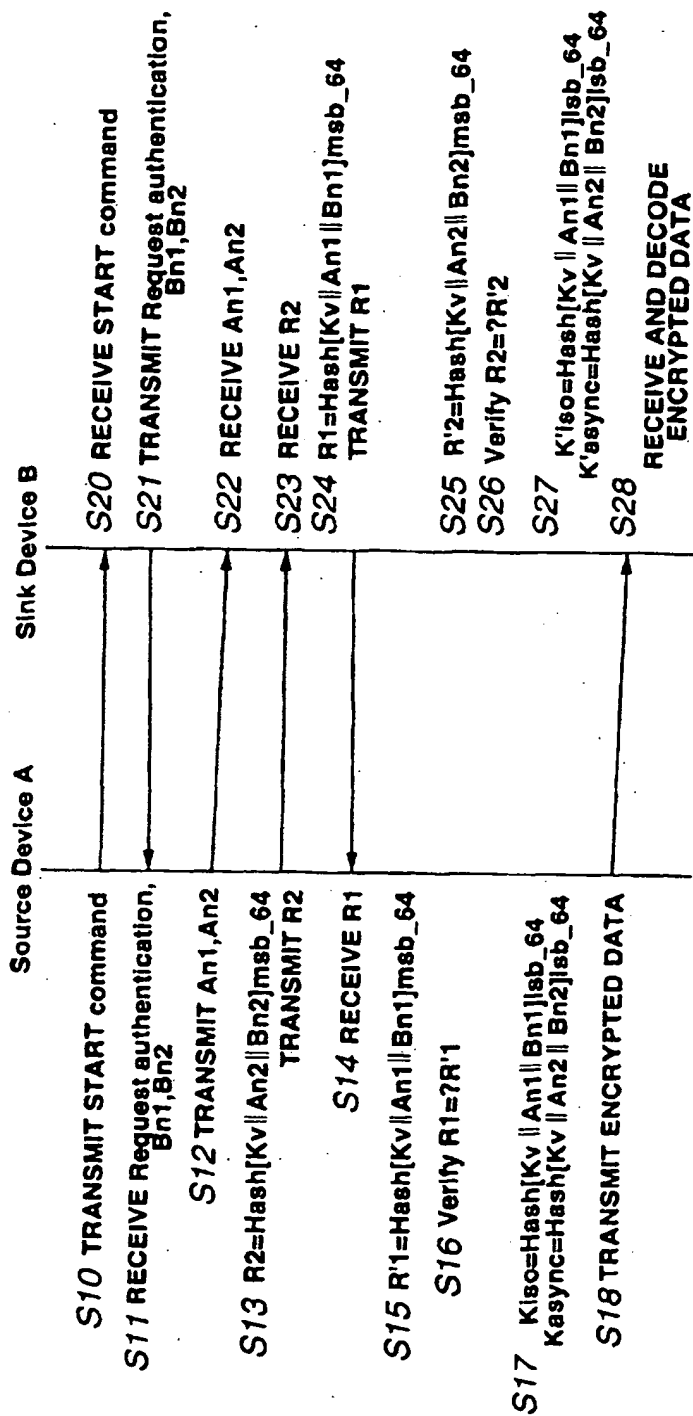 Source Device A
Sink Device B
S10 TRANSMIT START command
S20 RECEIVE START command
S11 RECEIVE Request authentication,
Bn1,Bn2
S21 TRANSMIT Request authentication,
Bn1,Bn2
S12 TRANSMIT An1,An2
S22 RECEIVE An1,An2
S13 R2=Hash[Kv||An2||Bn2]msb_64
TRANSMIT R2
S23 RECEIVE R2
S24 R1=Hash[Kv||An1||Bn1]msb_64
TRANSMIT R1
S14 RECEIVE R1
S15 R'1=Hash[Kv||An1||Bn1]msb_64
S25 R'2=Hash[Kv||An2||Bn2]msb_64
S16 Verify R1=?R'1
S26 Verify R2=?R'2
S17 Kiso=Hash[Kv||An1||Bn1]lsb_64
Kasync=Hash[Kv||An2||Bn2]lsb_64
S27 K'iso=Hash[Kv||An1||Bn1]lsb_64
K'async=Hash[Kv||An2||Bn2]lsb_64
S18 TRANSMIT ENCRYPTED DATA
S28 RECEIVE AND DECODE
ENCRYPTED DATA